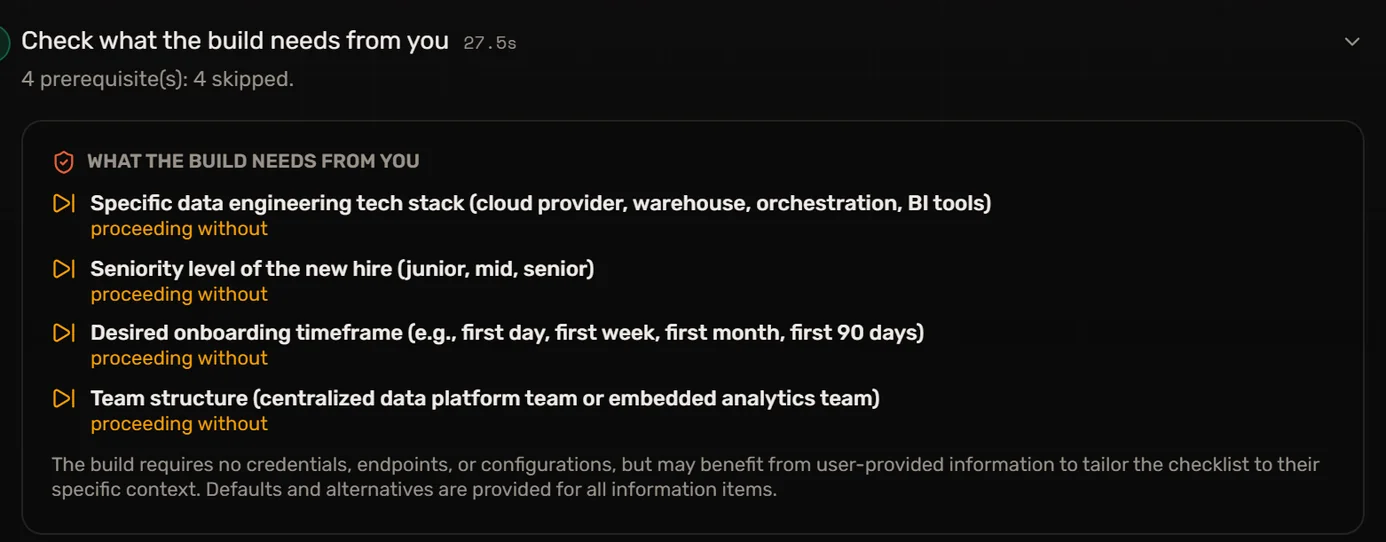 Check what the build needs from you 27.5s
4 prerequisite(s): 4 skipped.
WHAT THE BUILD NEEDS FROM YOU
Specific data engineering tech stack (cloud provider, warehouse, orchestration, BI tools)
proceeding without
Seniority level of the new hire (junior, mid, senior)
proceeding without
Desired onboarding timeframe (e.g., first day, first week, first month, first 90 days)
proceeding without
Team structure (centralized data platform team or embedded analytics team)
proceeding without
The build requires no credentials, endpoints, or configurations, but may benefit from user-provided information to tailor the checklist to their
specific context. Defaults and alternatives are provided for all information items.